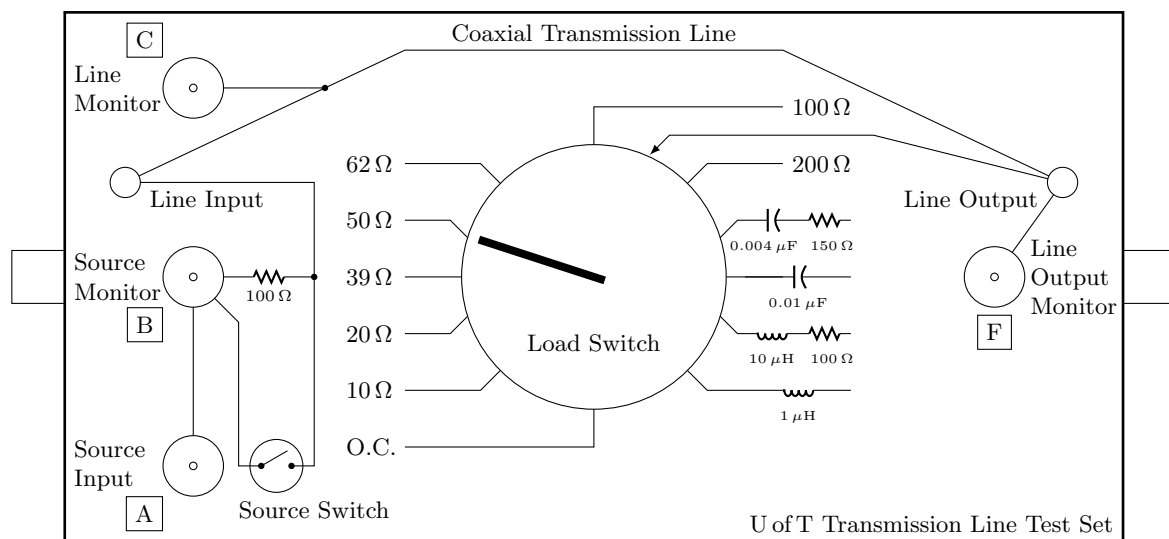 C
Coaxial Transmission Line
Line
Monitor
100 Ω
62 Ω
200 Ω
Line Input
Line Output
50 Ω
0.004 μF
150 Ω
Source
Monitor
100 Ω
39 Ω
0.01 μF
Line
Output
Monitor
B
F
20 Ω
Load Switch
10 μH
100 Ω
10 Ω
1 μH
Source
Input
O.C.
A
Source Switch
U of T Transmission Line Test Set